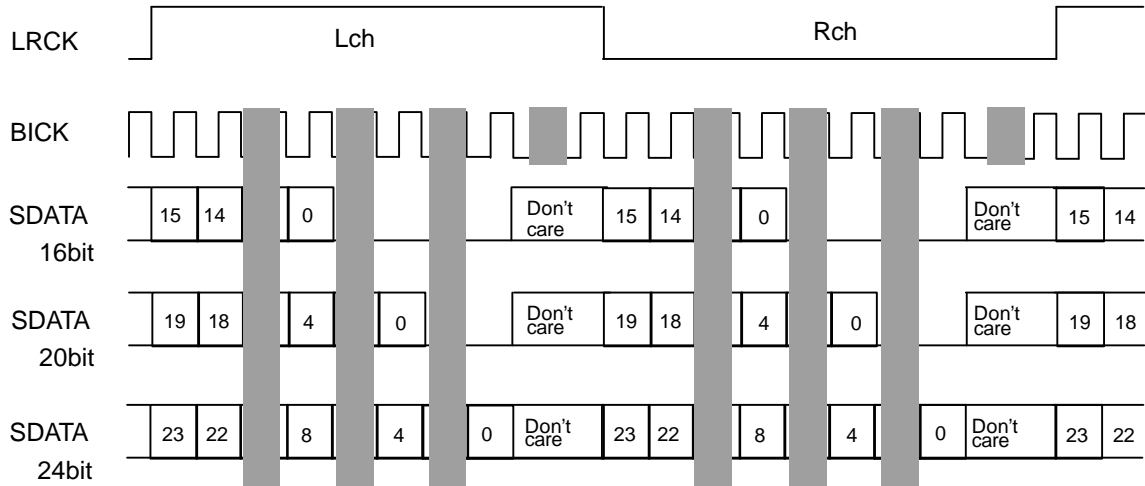 LRCK Lch Rch
BICK
SDATA 15 14 0 Don't care 15 14 0 Don't care 15 14
16bit
SDATA 19 18 4 0 Don't care 19 18 4 0 Don't care 19 18
20bit
SDATA 23 22 8 4 0 Don't care 23 22 8 4 0 Don't care 23 22
24bit